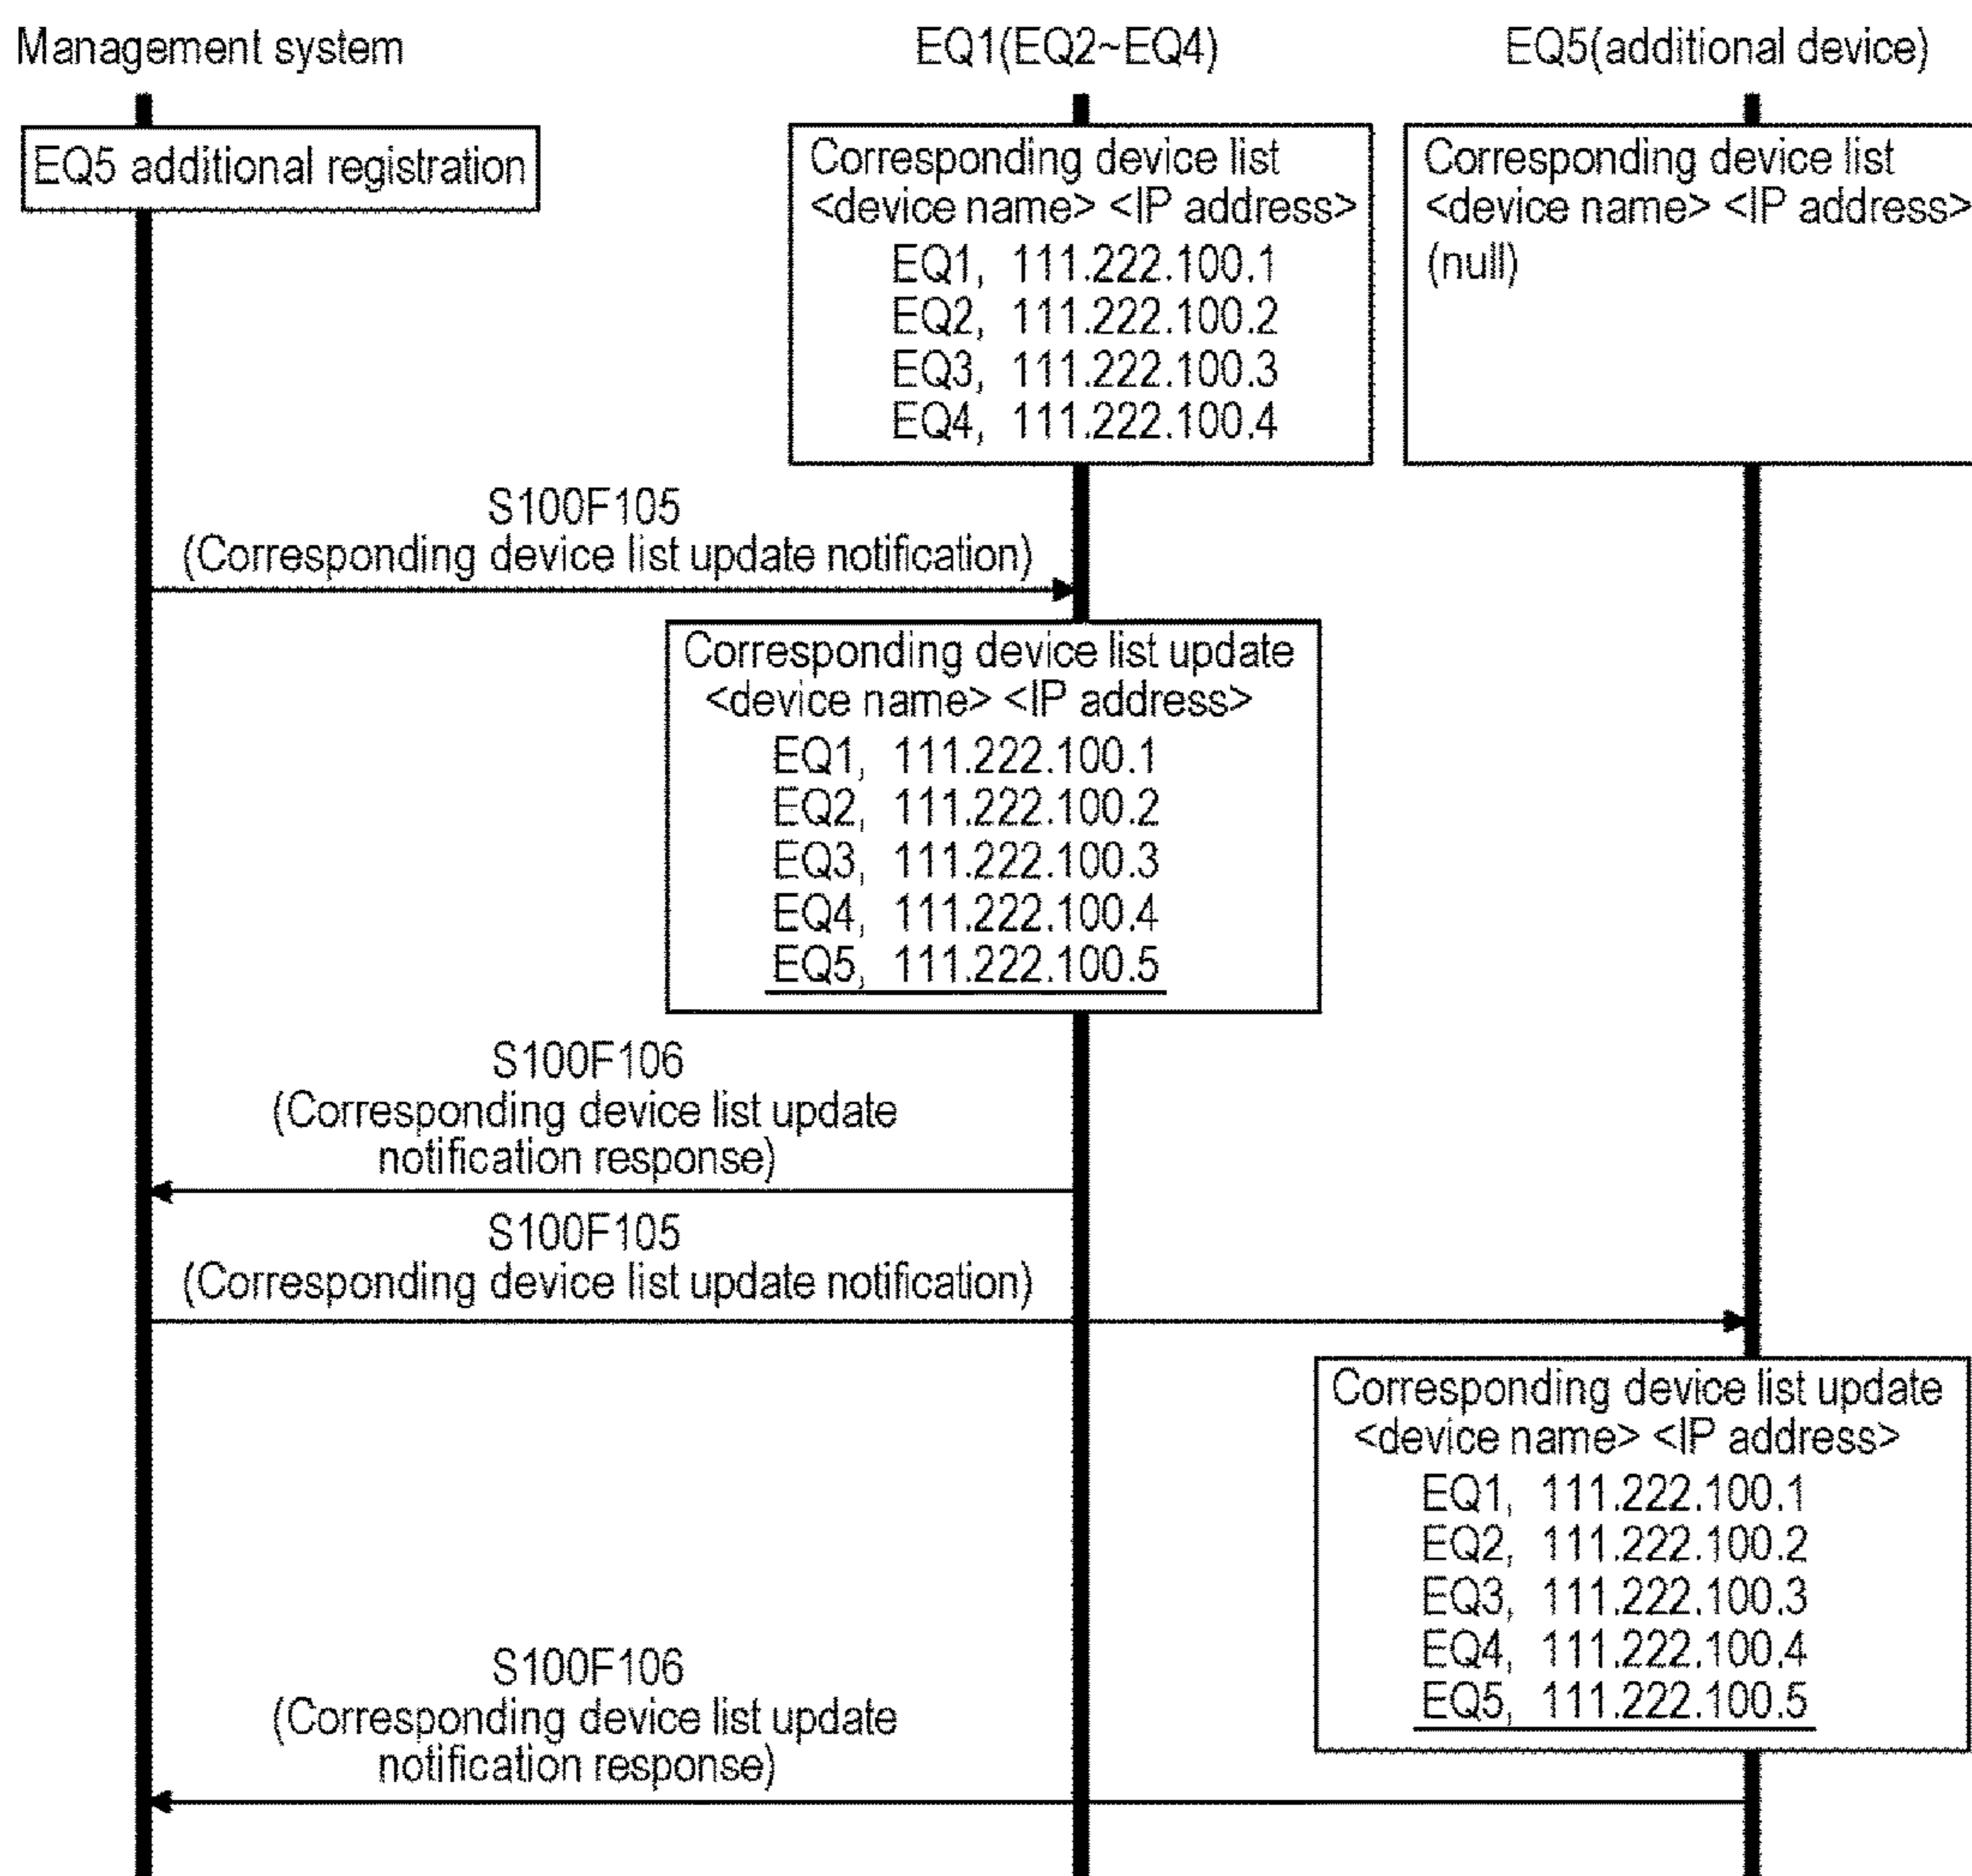 Management system
EQ1(EQ2~EQ4)
EQ5(additional device)
EQ5 additional registration
Corresponding device list
<device name> <IP address>
EQ1, 111.222.100.1
EQ2, 111.222.100.2
EQ3, 111.222.100.3
EQ4, 111.222.100.4
Corresponding device list
<device name> <IP address>
(null)
S100F105
(Corresponding device list update notification)
Corresponding device list update
<device name> <IP address>
EQ1, 111.222.100.1
EQ2, 111.222.100.2
EQ3, 111.222.100.3
EQ4, 111.222.100.4
EQ5, 111.222.100.5
S100F106
(Corresponding device list update
notification response)
S100F105
(Corresponding device list update notification)
Corresponding device list update
<device name> <IP address>
EQ1, 111.222.100.1
EQ2, 111.222.100.2
EQ3, 111.222.100.3
EQ4, 111.222.100.4
EQ5, 111.222.100.5
S100F106
(Corresponding device list update
notification response)